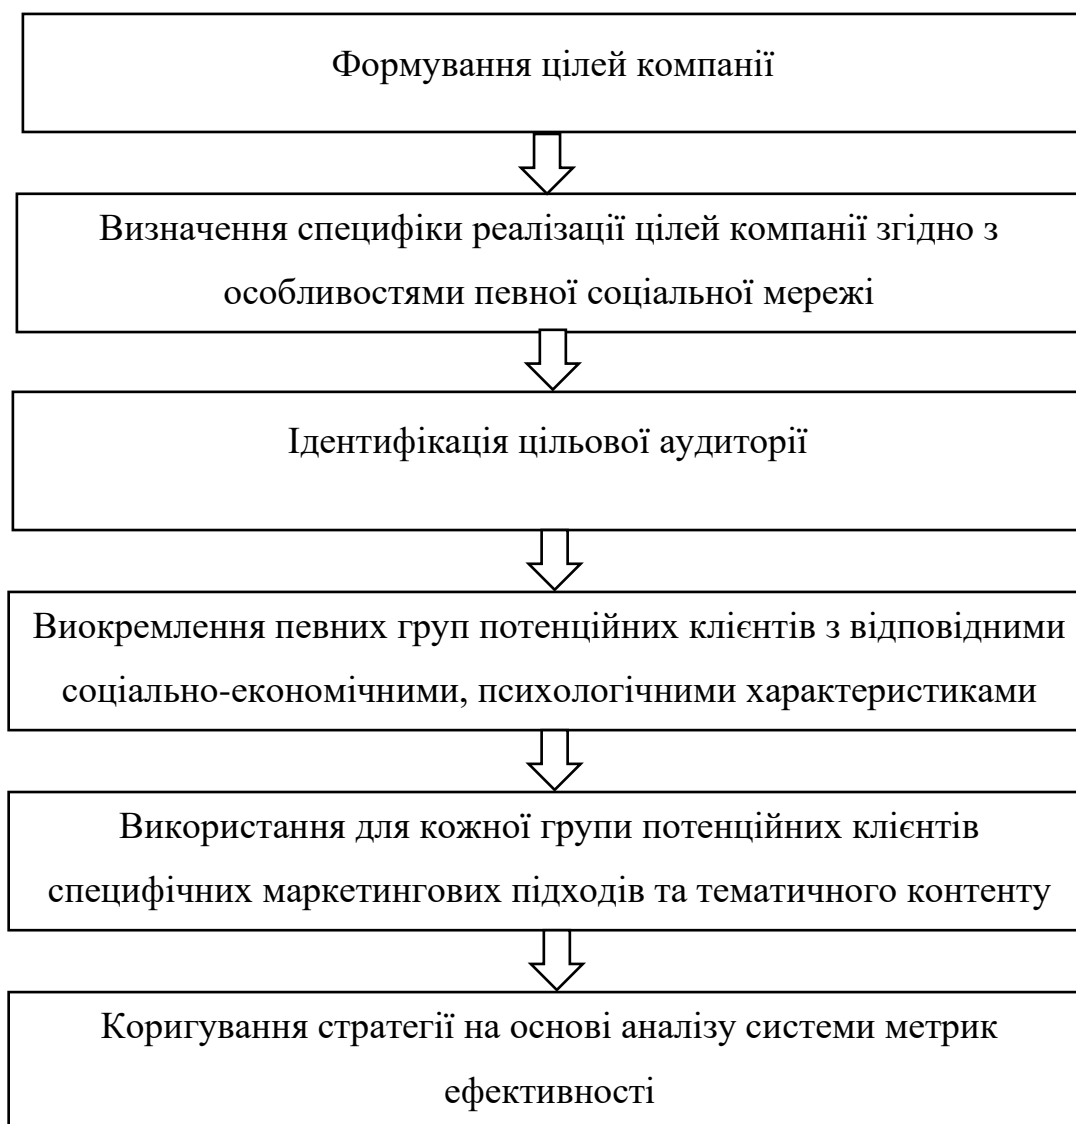 Формування цілей компанії
Визначення специфіки реалізації цілей компанії згідно з
особливостями певної соціальної мережі
Ідентифікація цільової аудиторії
Виокремлення певних груп потенційних клієнтів з відповідними
соціально-економічними, психологічними характеристиками
Використання для кожної групи потенційних клієнтів
специфічних маркетингових підходів та тематичного контенту
Коригування стратегії на основі аналізу системи метрик
ефективності